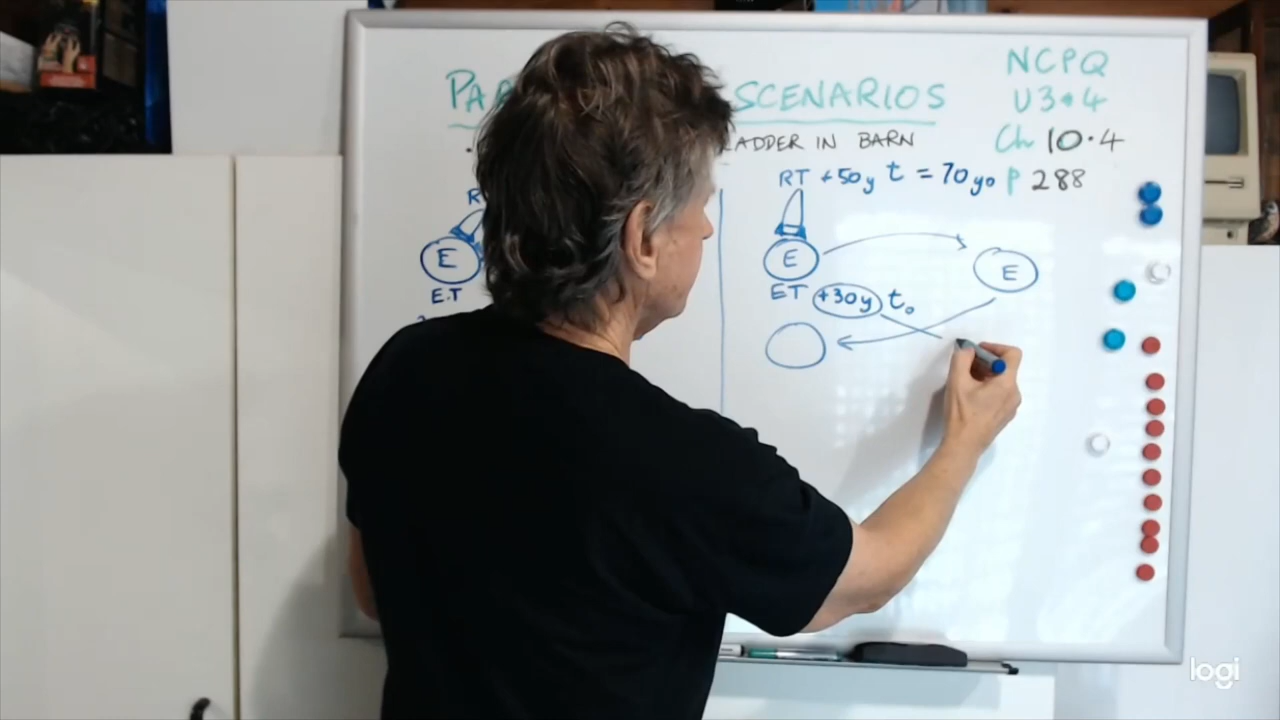 SCENARIOS
LADDER IN BARN
NCPQ
U3•4
Ch 10.4
p 288
RT +50y t = 70yo
E
E
ET +30y t₀
E
E.T
logi